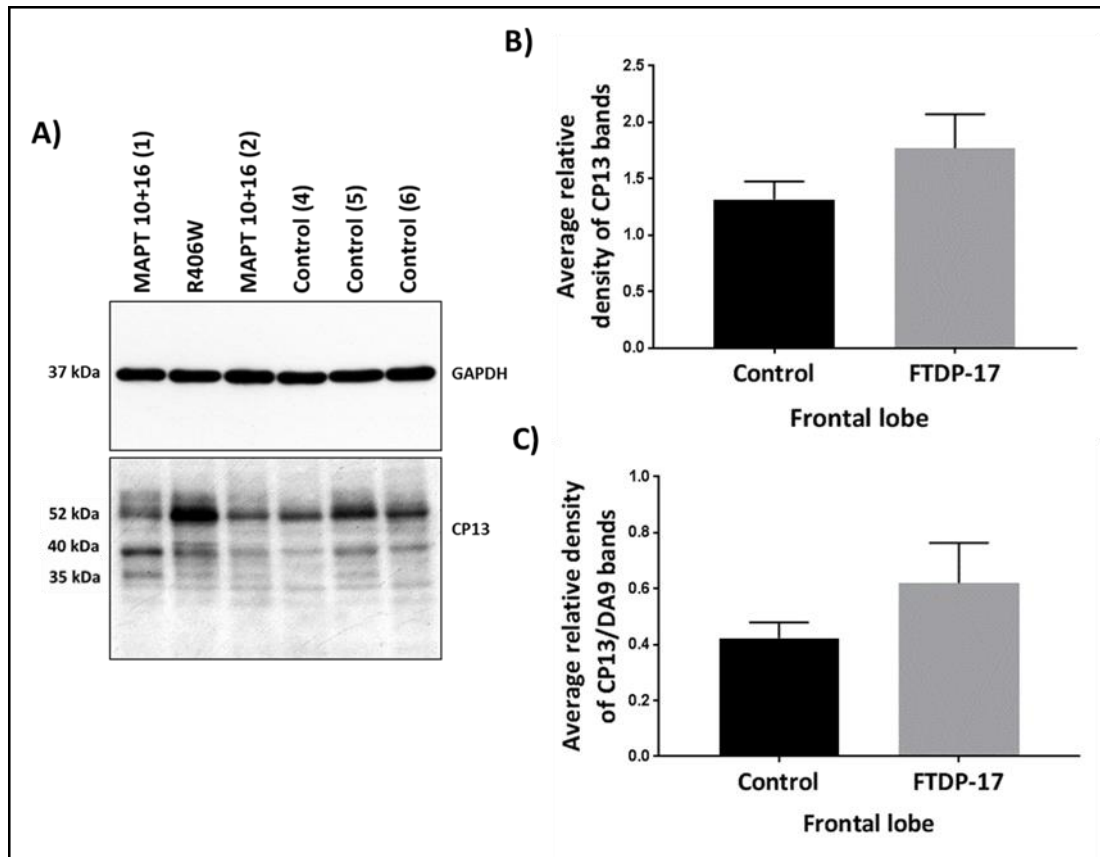 A)
MAPT 10+16 (1)
R406W
MAPT 10+16 (2)
Control (4)
Control (5)
Control (6)
37 kDa
GAPDH
52 kDa
40 kDa
35 kDa
CP13
B)
Average relative
density of CP13 bands
2.5
2.0
1.5
1.0
0.5
0.0
Control
FTDP-17
Frontal lobe
C)
Average relative density
of CP13/DA9 bands
1.0
0.8
0.6
0.4
0.2
0.0
Control
FTDP-17
Frontal lobe